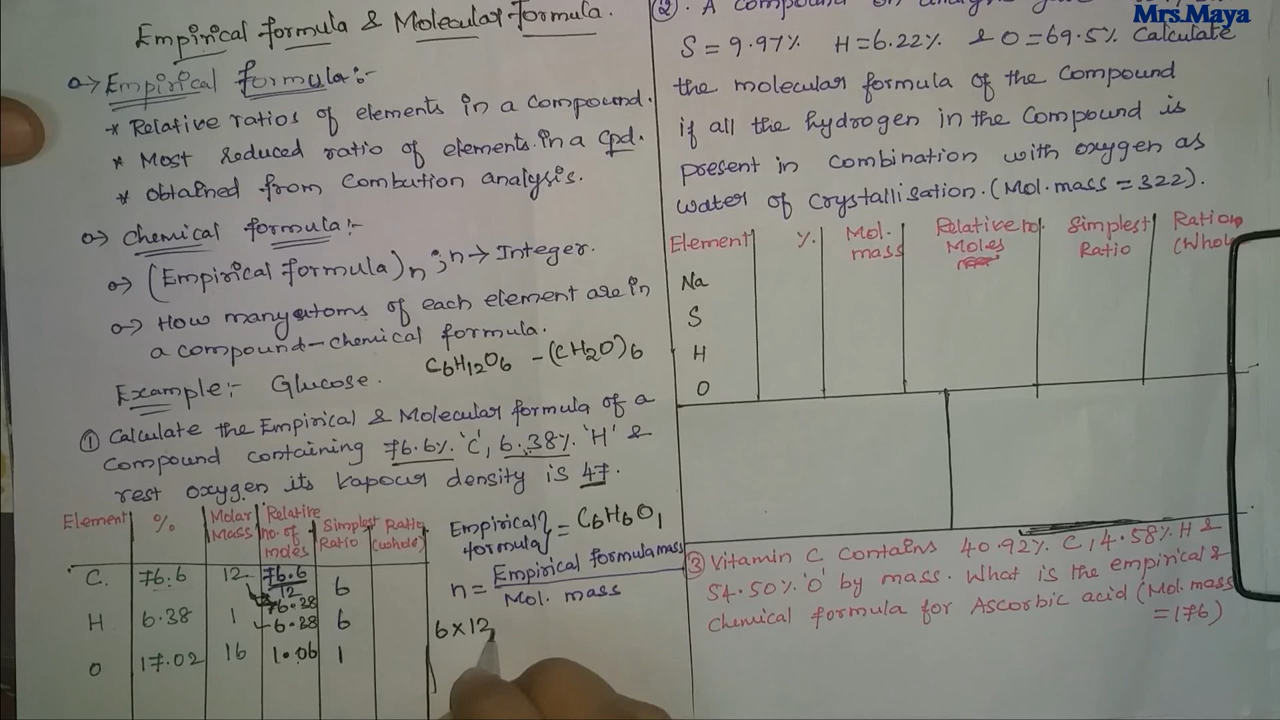 Empirical formula & Molecular formula.
Empirical formula:-
* Relative ratios of elements in a compound.
* Most reduced ratio of elements in a cpd.
* obtained from Combution analysis.
Chemical formula:-
(Empirical formula)n ; n → Integer.
How many atoms of each element are in
a compound - chemical formula.
Example:- Glucose. C6H12O6 - (CH2O)6
① Calculate the Empirical & Molecular formula of a
compound containing 76.6% 'C', 6.38% 'H' &
rest oxygen its vapour density is 47.
Element % Molar Mass Relative no. of moles Simplest Ratio Ratio (whole)
C. 76.6 12 76.6/12 6
H 6.38 1 6.38 6
O 17.02 16 1.06 1
Empirical formula } = C6H6O1
n = Empirical formula mass / Mol. mass
6 × 12
Mrs.Maya
②. A compound on
S = 9.97% H = 6.22% & O = 69.5% Calculate
the molecular formula of the compound
if all the hydrogen in the compound is
present in combination with oxygen as
water of crystallisation. (Mol. mass = 322).
Element % Mol. mass Relative no. Moles Simplest Ratio Ratio (Whole
Na
S
H
O
③ Vitamin C contains 40.92% C, 4.58% H &
54.50% 'O' by mass. What is the empirical &
Chemical formula for Ascorbic acid (Mol. mass
= 176)